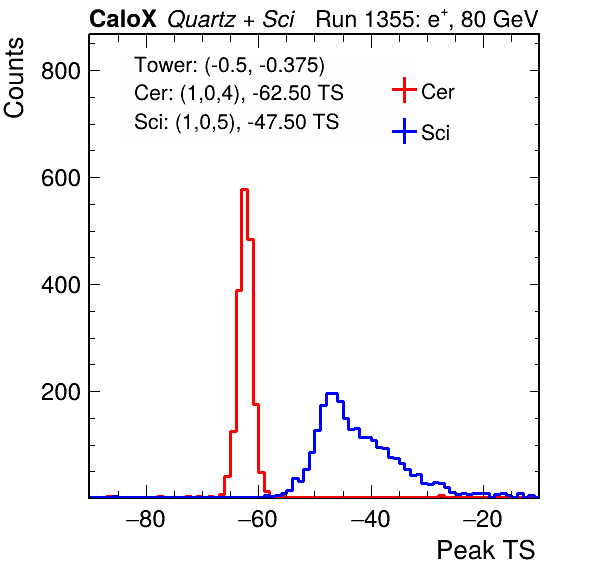 CaloX Quartz + Sci Run 1355: e⁺, 80 GeV
Counts
Tower: (-0.5, -0.375)
Cer: (1,0,4), -62.50 TS
Sci: (1,0,5), -47.50 TS
Cer
Sci
800
600
400
200
−80 −60 −40 −20
Peak TS